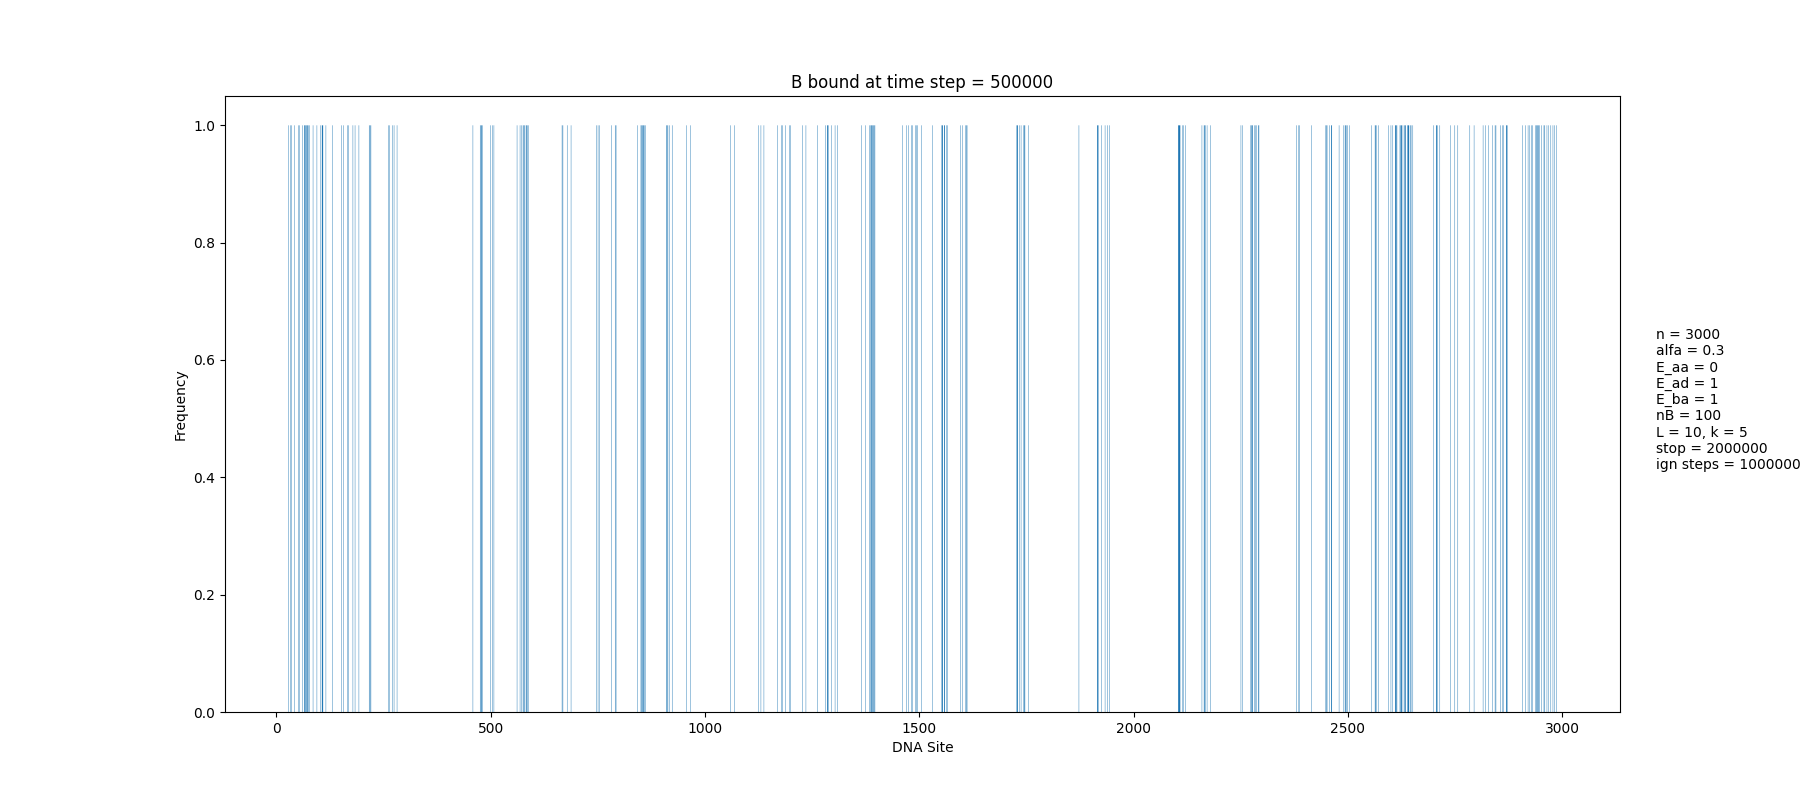 B bound at time step = 500000
1.0
0.8
0.6
0.4
0.2
0.0
Frequency
0 500 1000 1500 2000 2500 3000
DNA Site
n = 3000
alfa = 0.3
E_aa = 0
E_ad = 1
E_ba = 1
nB = 100
L = 10, k = 5
stop = 2000000
ign steps = 1000000